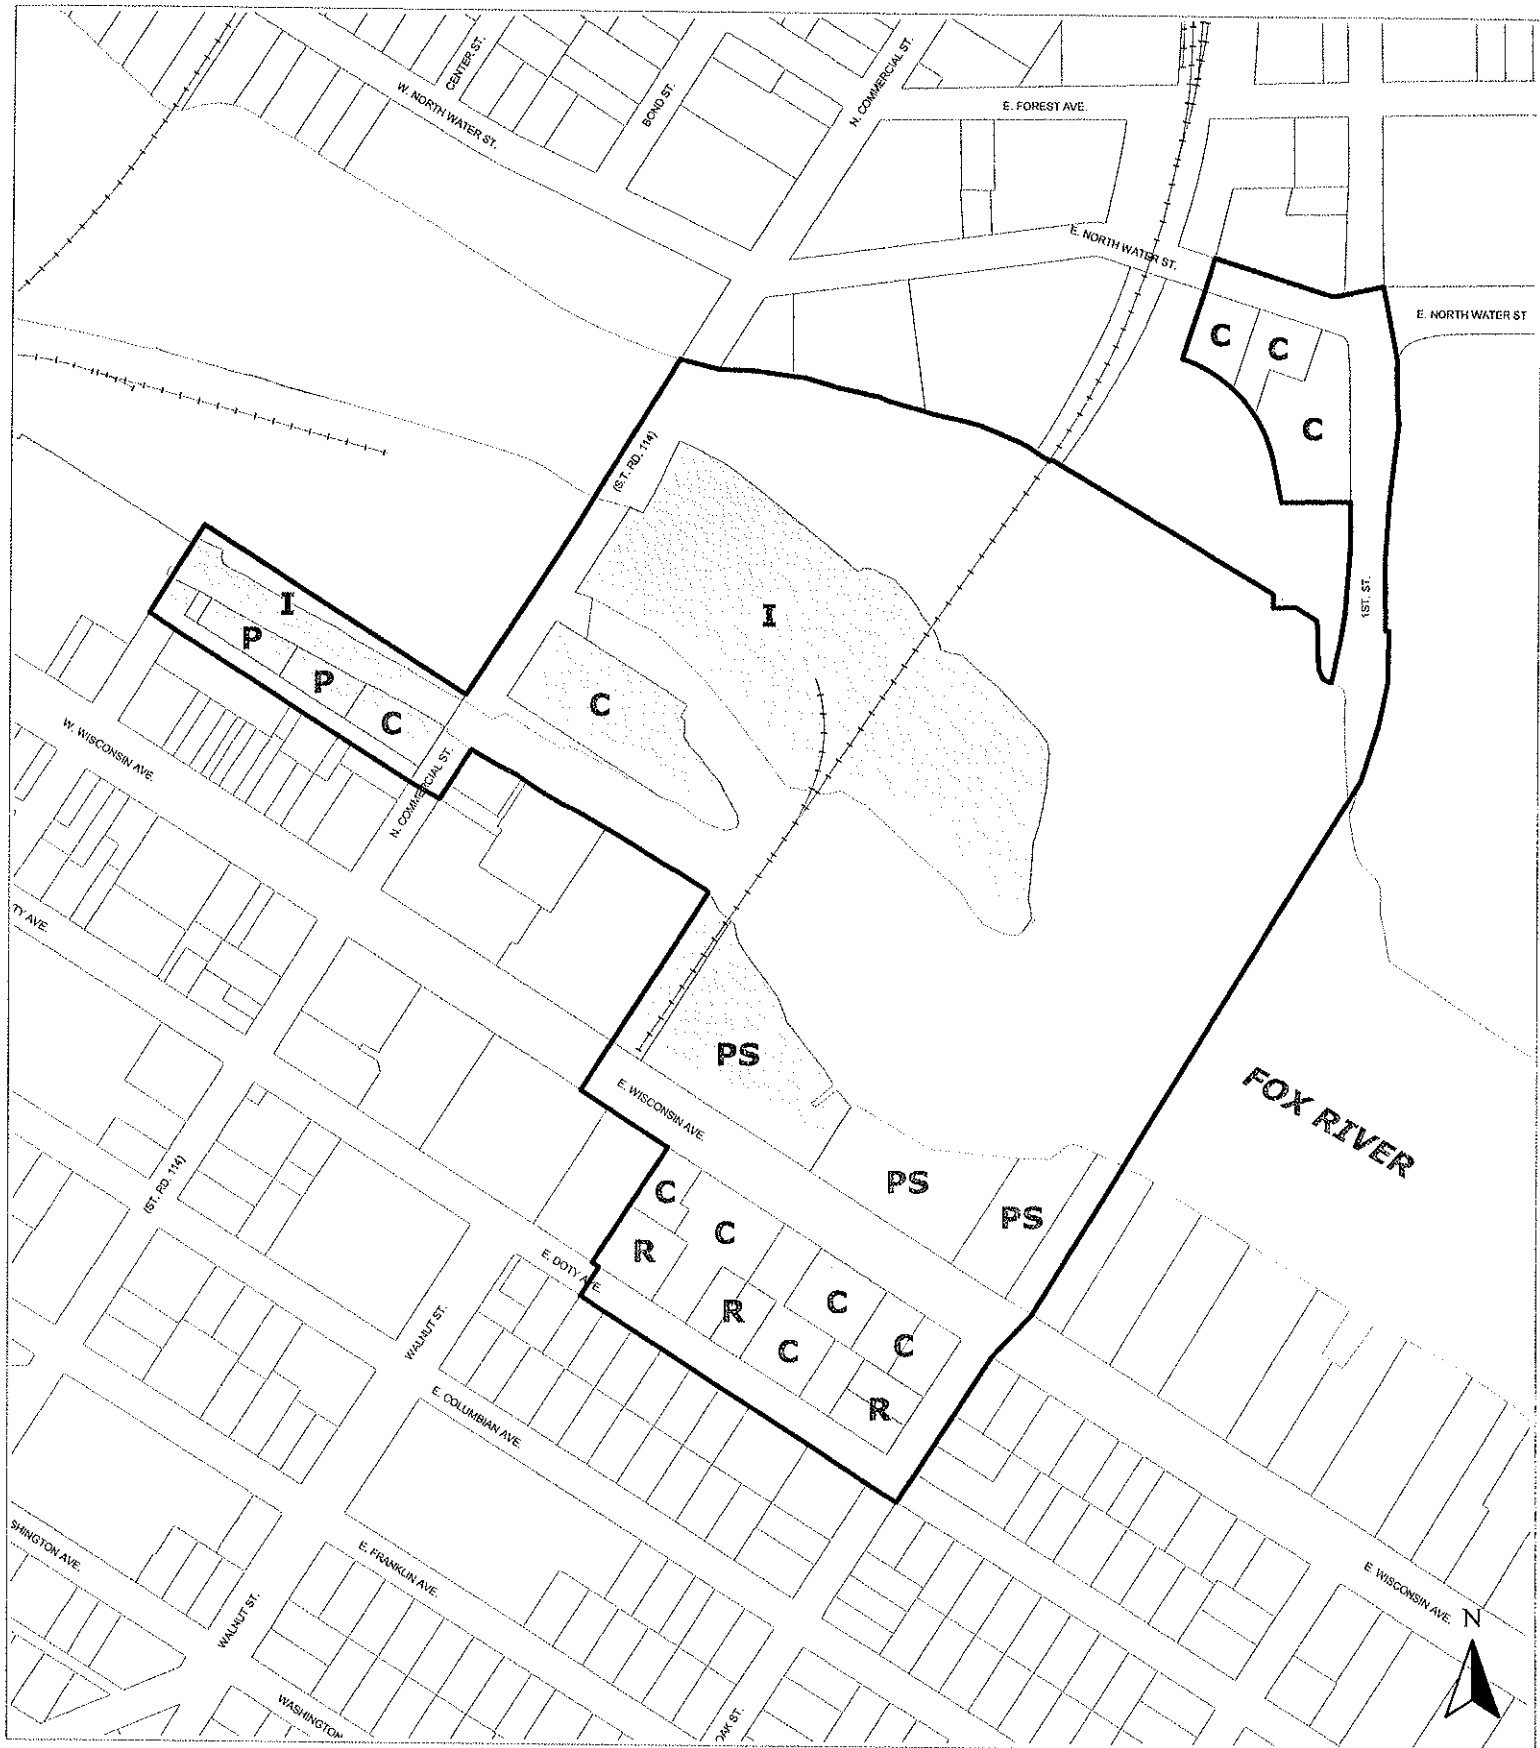 CENTER ST.
W. NORTH WATER ST.
BOND ST.
N. COMMERCIAL ST.
E. FOREST AVE.
E. NORTH WATER ST.
E. NORTH WATER ST
C
C
C
(S.T. RD. 114)
I
I
P
P
C
C
1ST. ST.
W. WISCONSIN AVE.
N. COMMERCIAL ST.
TY AVE.
PS
E. WISCONSIN AVE.
FOX RIVER
PS
PS
(ST. RD. 114)
C
C
R
E. DOTY AVE.
R
C
C
C
R
WALNUT ST.
E. COLUMBIAN AVE.
SHINGTON AVE.
E. FRANKLIN AVE.
WALNUT ST.
E. WISCONSIN AVE.
N
WASHINGTON
OAK ST.